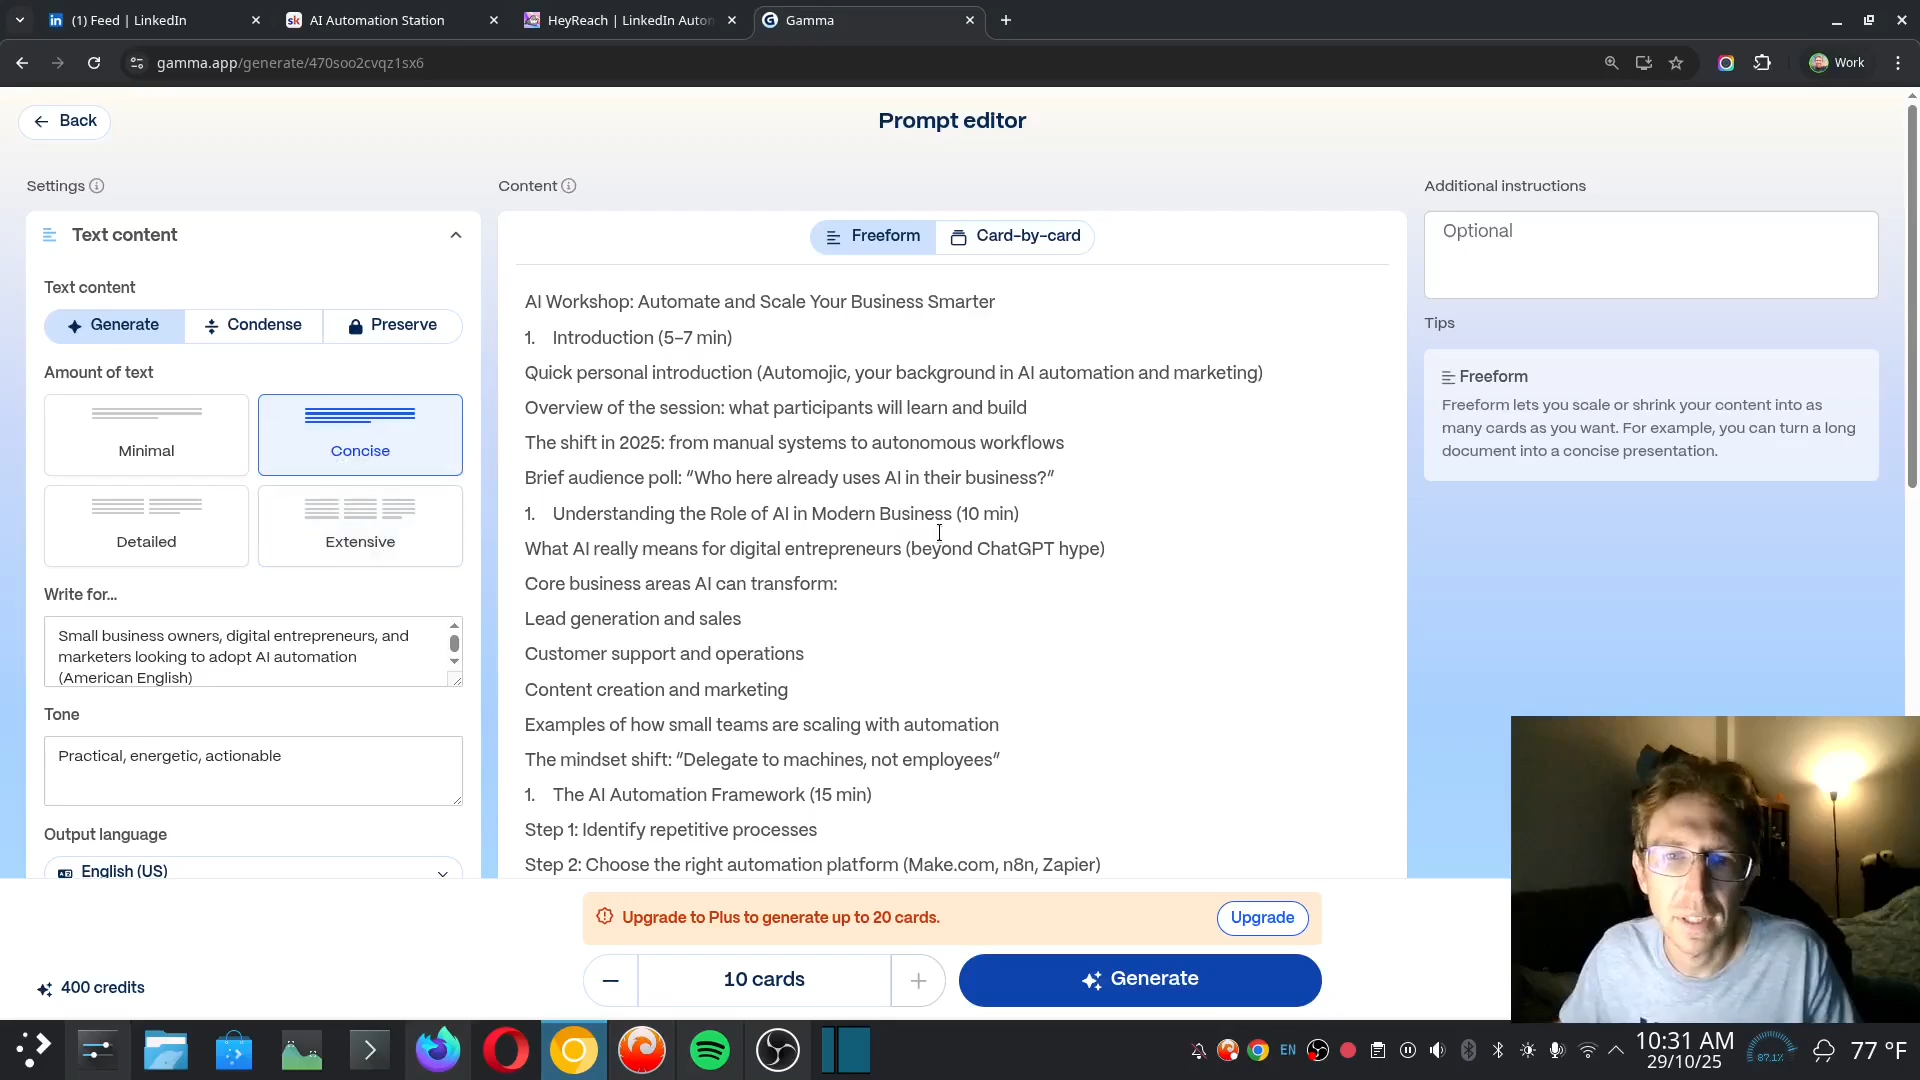 (1) Feed | LinkedIn
AI Automation Station
HeyReach | LinkedIn Auton
Gamma
gamma.app/generate/470soo2cvqz1sx6
Work
Back
Prompt editor
Settings
Content
Additional instructions
Text content
Freeform
Card-by-card
Optional
Text content
Generate
Condense
Preserve
Amount of text
Minimal
Concise
Detailed
Extensive
Write for...
Small business owners, digital entrepreneurs, and
marketers looking to adopt AI automation
(American English)
Tone
Practical, energetic, actionable
Output language
English (US)
AI Workshop: Automate and Scale Your Business Smarter
1. Introduction (5–7 min)
Quick personal introduction (Automojic, your background in AI automation and marketing)
Overview of the session: what participants will learn and build
The shift in 2025: from manual systems to autonomous workflows
Brief audience poll: “Who here already uses AI in their business?”
1. Understanding the Role of AI in Modern Business (10 min)
What AI really means for digital entrepreneurs (beyond ChatGPT hype)
Core business areas AI can transform:
Lead generation and sales
Customer support and operations
Content creation and marketing
Examples of how small teams are scaling with automation
The mindset shift: “Delegate to machines, not employees”
1. The AI Automation Framework (15 min)
Step 1: Identify repetitive processes
Step 2: Choose the right automation platform (Make.com, n8n, Zapier)
Tips
Freeform
Freeform lets you scale or shrink your content into as
many cards as you want. For example, you can turn a long
document into a concise presentation.
Upgrade to Plus to generate up to 20 cards.
Upgrade
400 credits
10 cards
Generate
EN
10:31 AM
29/10/25
87.1%
77 °F